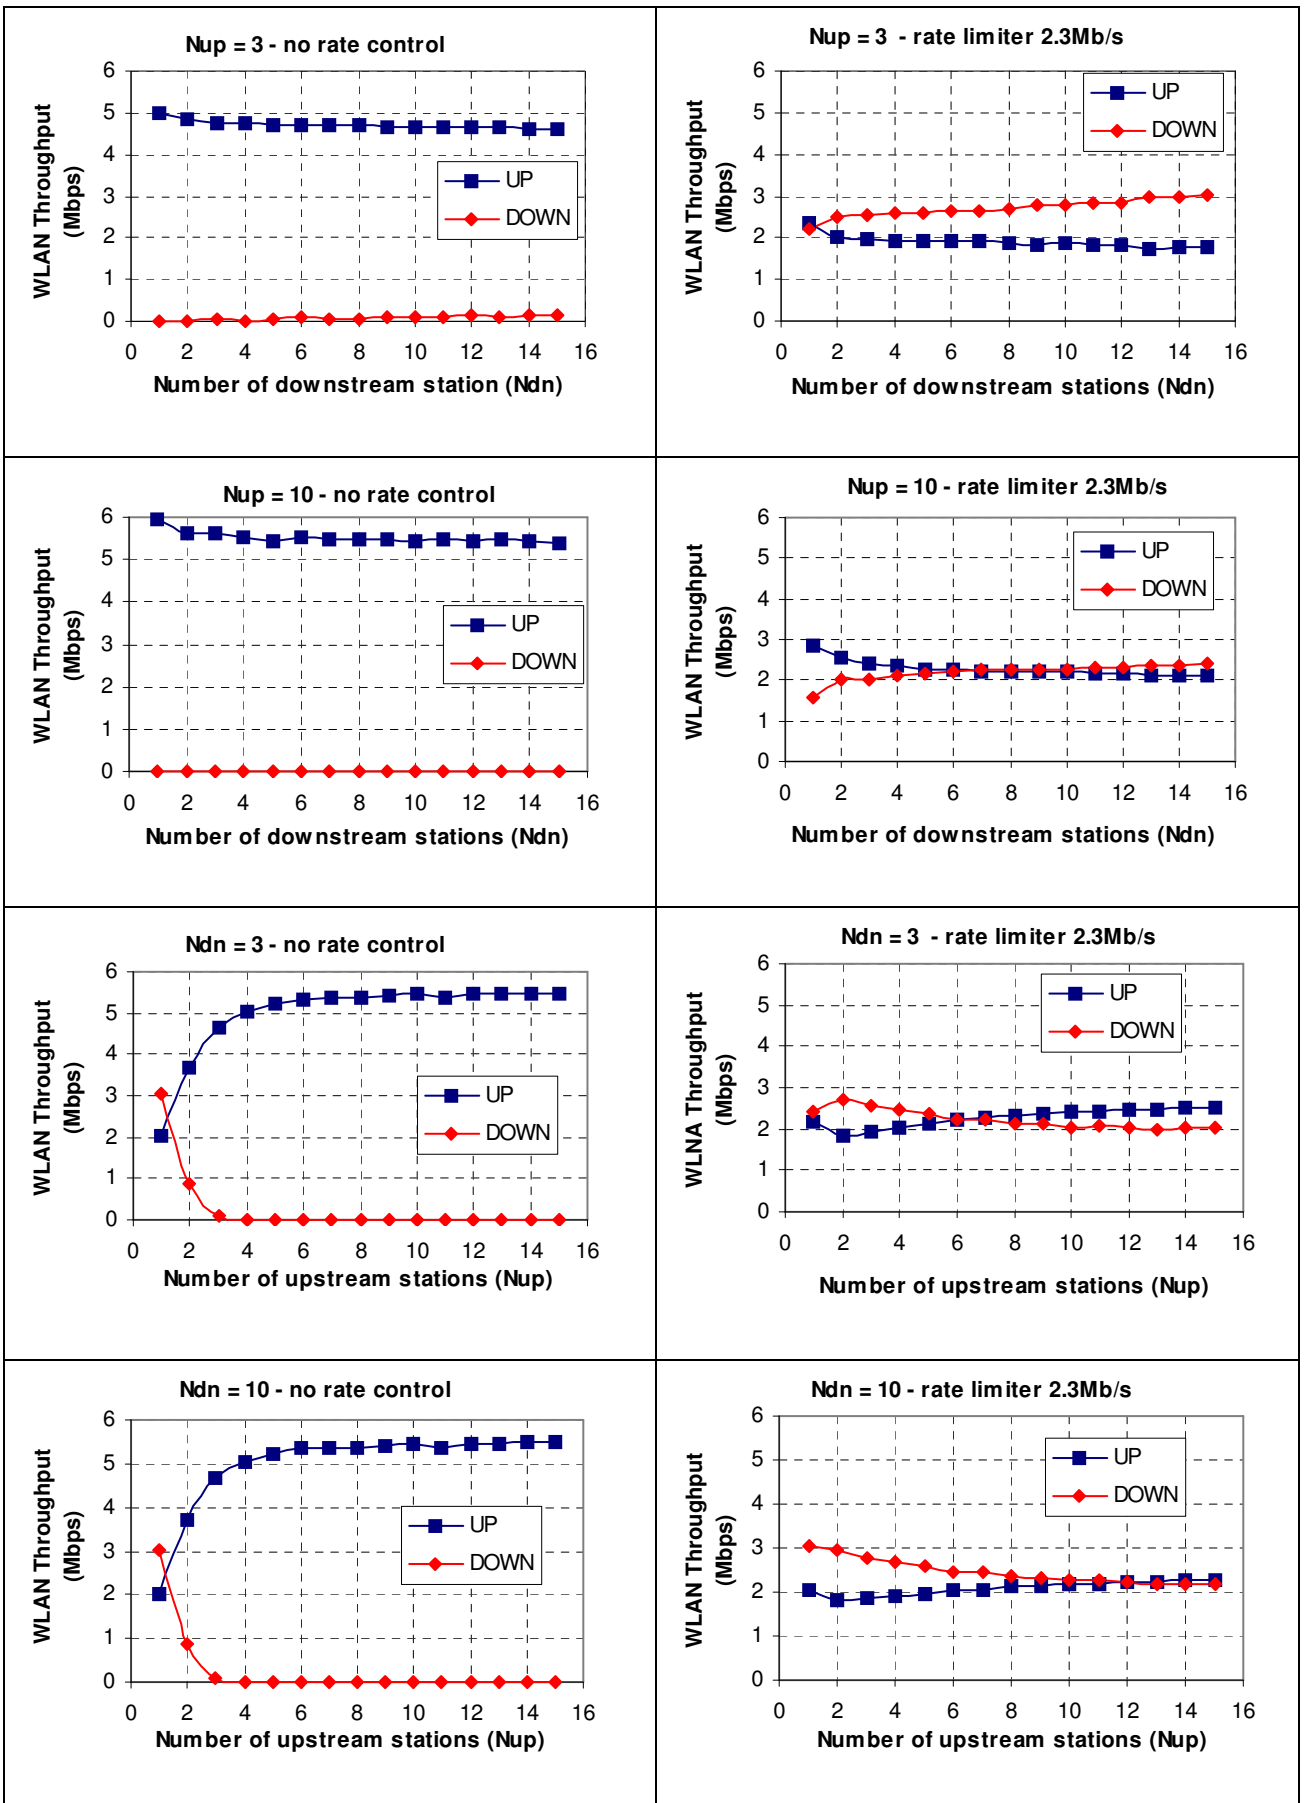 Nup = 3 - no rate control
WLAN Throughput
(Mbps)
6
5
4
3
2
1
0
UP
DOWN
0 2 4 6 8 10 12 14 16
Number of downstream station (Ndn)
Nup = 3 - rate limiter 2.3Mb/s
WLAN Throughput
(Mbps)
6
5
4
3
2
1
0
UP
DOWN
0 2 4 6 8 10 12 14 16
Number of downstream stations (Ndn)
Nup = 10 - no rate control
WLAN Throughput
(Mbps)
6
5
4
3
2
1
0
UP
DOWN
0 2 4 6 8 10 12 14 16
Number of downstream stations (Ndn)
Nup = 10 - rate limiter 2.3Mb/s
WLAN Throughput
(Mbps)
6
5
4
3
2
1
0
UP
DOWN
0 2 4 6 8 10 12 14 16
Number of downstream stations (Ndn)
Ndn = 3 - no rate control
WLAN Throughput
(Mbps)
6
5
4
3
2
1
0
UP
DOWN
0 2 4 6 8 10 12 14 16
Number of upstream stations (Nup)
Ndn = 3 - rate limiter 2.3Mb/s
WLNA Throughput
(Mbps)
6
5
4
3
2
1
0
UP
DOWN
0 2 4 6 8 10 12 14 16
Number of upstream stations (Nup)
Ndn = 10 - no rate control
WLAN Throughput
(Mbps)
6
5
4
3
2
1
0
UP
DOWN
0 2 4 6 8 10 12 14 16
Number of upstream stations (Nup)
Ndn = 10 - rate limiter 2.3Mb/s
WLAN Throughput
(Mbps)
6
5
4
3
2
1
0
UP
DOWN
0 2 4 6 8 10 12 14 16
Number of upstream stations (Nup)